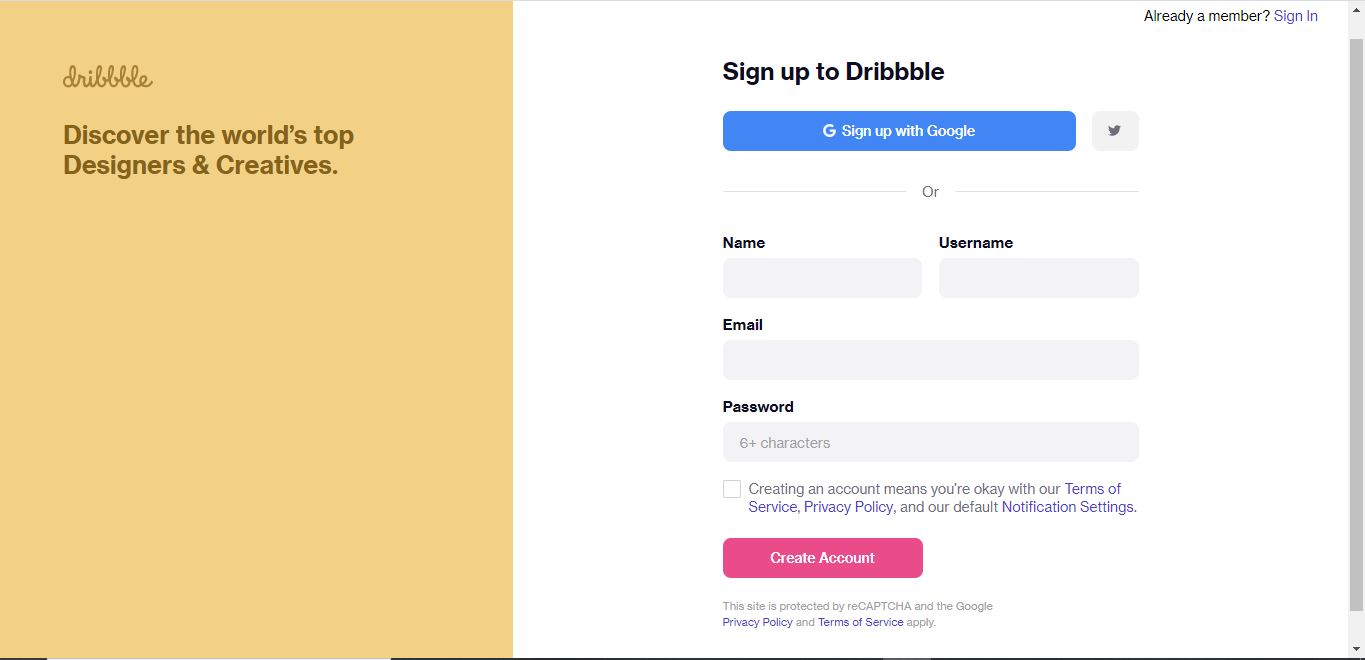 Already a member? Sign In
dribbble
Discover the world’s top
Designers & Creatives.
Sign up to Dribbble
G Sign up with Google
Or
Name
Username
Email
Password
6+ characters
Creating an account means you're okay with our Terms of
Service, Privacy Policy, and our default Notification Settings.
Create Account
This site is protected by reCAPTCHA and the Google
Privacy Policy and Terms of Service apply.